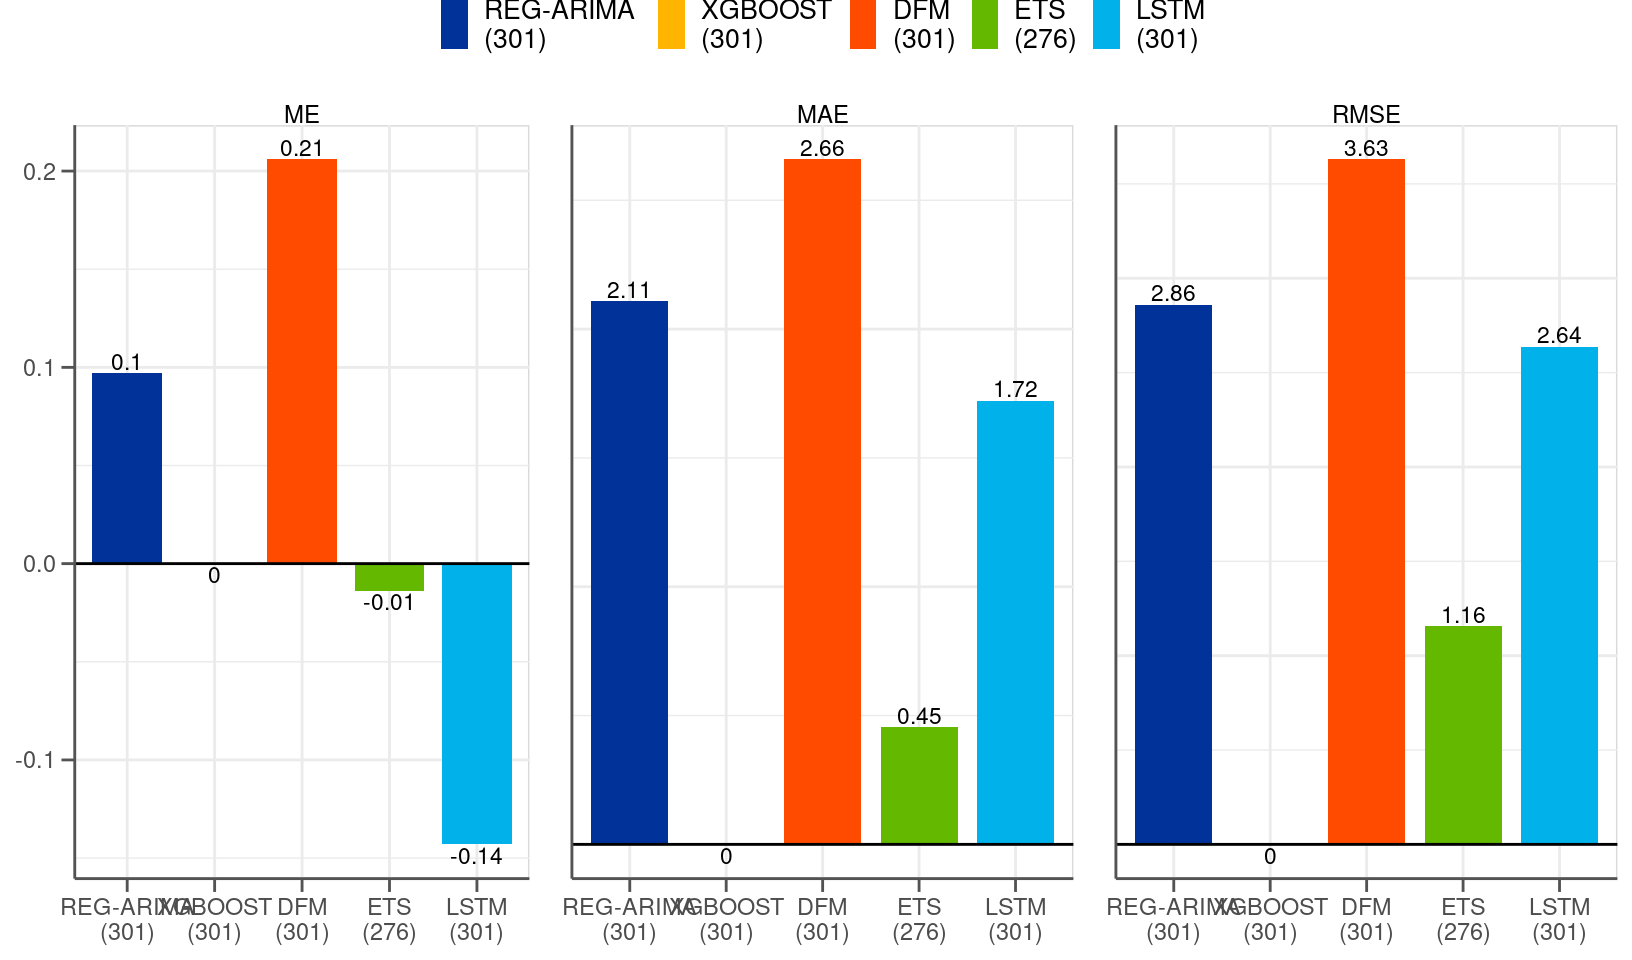 REG-ARIMA XGBOOST DFM ETS LSTM
(301) (301) (301) (276) (301)
ME MAE RMSE
0.2
0.1
0.0
-0.1
0.1
0
0.21
-0.01
-0.14
2.11
0
2.66
0.45
1.72
2.86
0
3.63
1.16
2.64
REG-ARIMA XGBOOST DFM ETS LSTM
(301) (301) (301) (276) (301)
REG-ARIMA XGBOOST DFM ETS LSTM
(301) (301) (301) (276) (301)
REG-ARIMA XGBOOST DFM ETS LSTM
(301) (301) (301) (276) (301)